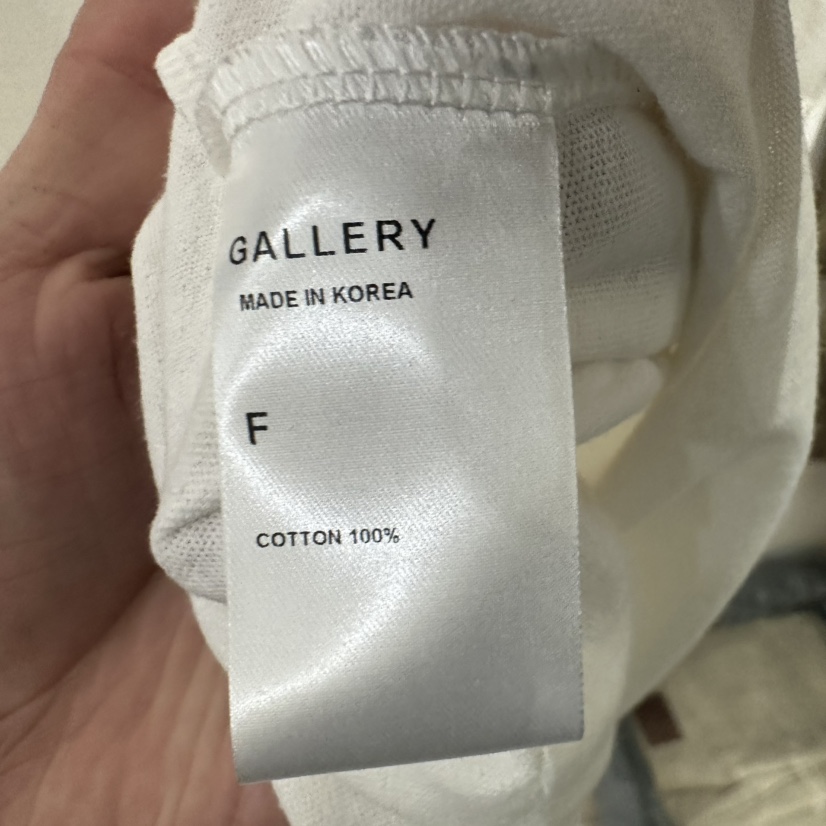 GALLERY
MADE IN KOREA
F
COTTON 100%